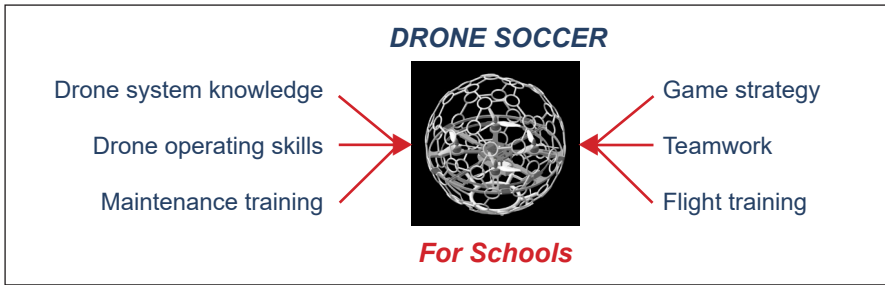 DRONE SOCCER
Drone system knowledge
Drone operating skills
Maintenance training
Game strategy
Teamwork
Flight training
For Schools